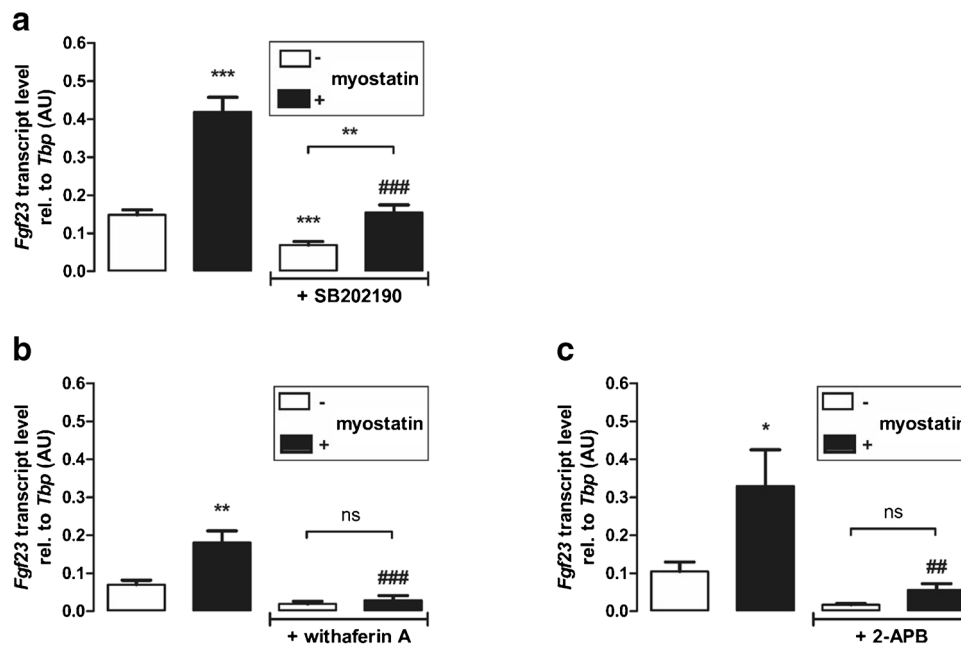 a
Fgf23 transcript level
rel. to Tbp (AU)
0.6
0.5
0.4
0.3
0.2
0.1
0.0
***
-
myostatin
+
**
***
###
+ SB202190
b
Fgf23 transcript level
rel. to Tbp (AU)
0.6
0.5
0.4
0.3
0.2
0.1
0.0
**
-
myostatin
+
ns
###
+ withaferin A
c
Fgf23 transcript level
rel. to Tbp (AU)
0.6
0.5
0.4
0.3
0.2
0.1
0.0
*
-
myostatin
+
ns
##
+ 2-APB